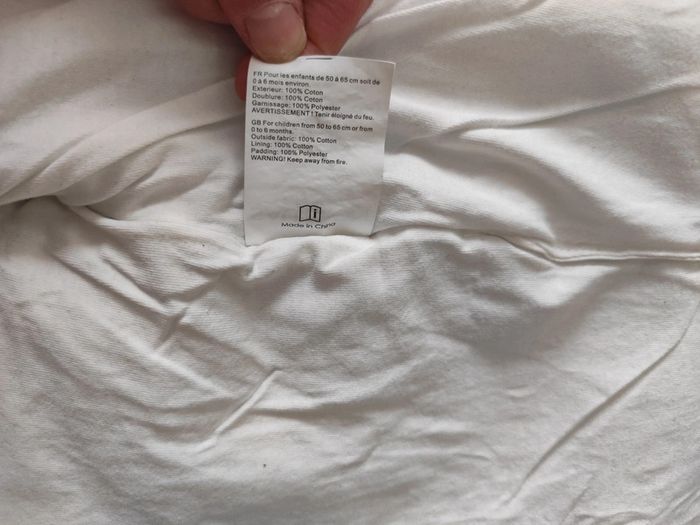 FR Pour les enfants de 50 à 65 cm soit de
0 à 6 mois environ.
Exterieur: 100% Coton
Doublure: 100% Coton
Garnissage: 100% Polyester
AVERTISSEMENT! Tenir éloigné du feu.
GB For children from 50 to 65cm or from
0 to 6 months.
Outside fabric: 100% Cotton
Lining: 100% Cotton
Padding: 100% Polyester
WARNING! Keep away from fire.
Made in China